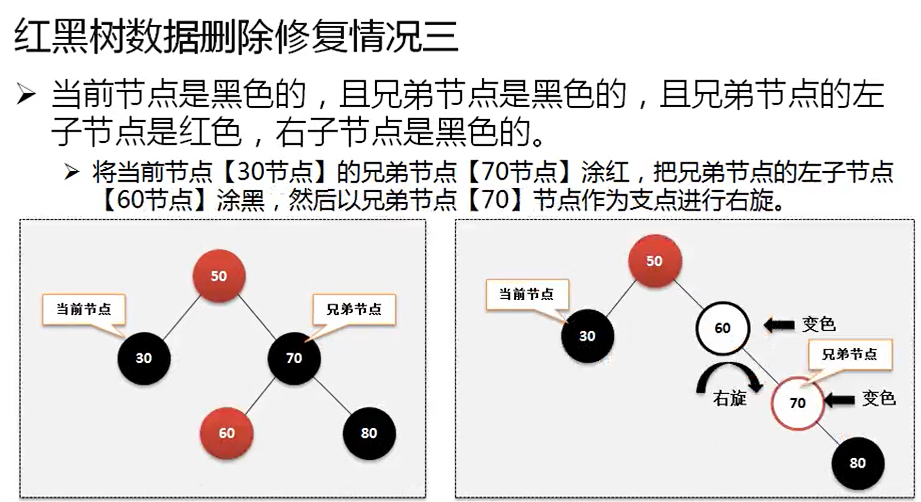 红黑树数据删除修复情况三
当前节点是黑色的，且兄弟节点是黑色的，且兄弟节点的左
子节点是红色，右子节点是黑色的。
将当前节点【30节点】的兄弟节点【70节点】涂红，把兄弟节点的左子节点
【60节点】涂黑，然后以兄弟节点【70】节点作为支点进行右旋。
50
当前节点
兄弟节点
30
70
60
80
50
当前节点
30
60
变色
兄弟节点
右旋
70
变色
80